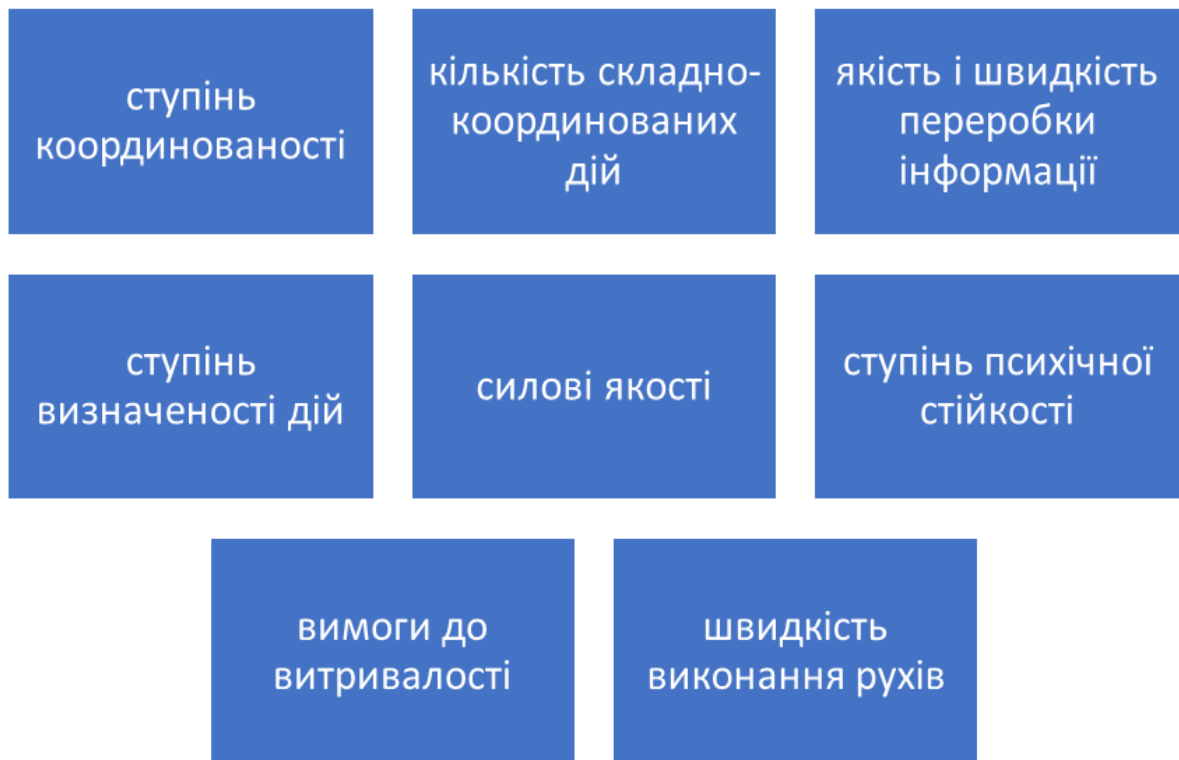 ступінь
координованості
кількість складно-
координованих
дій
якість і швидкість
переробки
інформації
ступінь
визначеності дій
силові якості
ступінь психічної
стійкості
вимоги до
витривалості
швидкість
виконання рухів